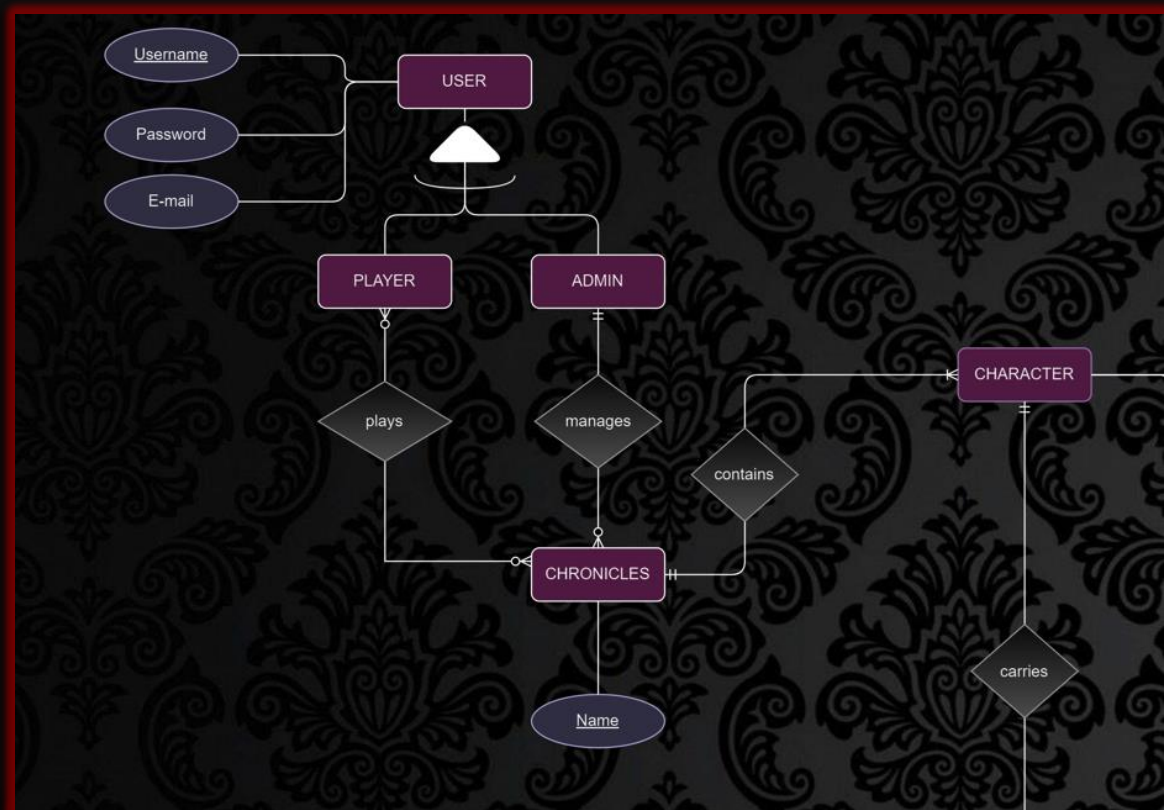 Username
USER
Password
E-mail
PLAYER
ADMIN
CHARACTER
plays
manages
contains
CHRONICLES
carries
Name